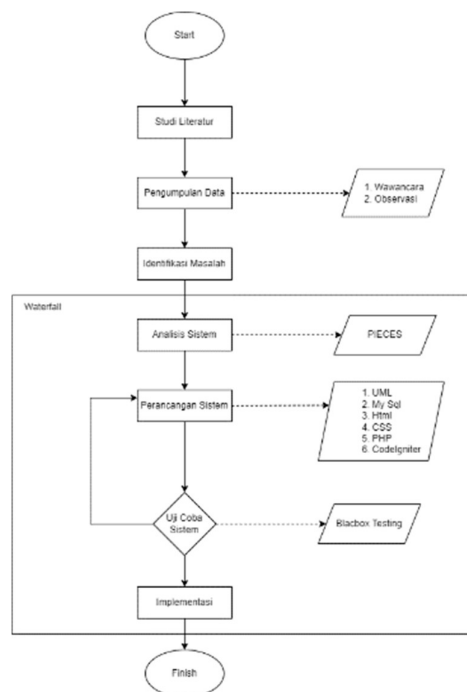 Start
Studi Literatur
Pengumpulan Data
1. Wawancara
2. Observasi
Identifikasi Masalah
Waterfall
Analisis Sistem
PIECES
Perancangan Sistem
1. UML
2. My Sql
3. Html
4. CSS
5. PHP
6. CodeIgniter
Uji Coba
Sistem
Blacbox Testing
Implementasi
Finish